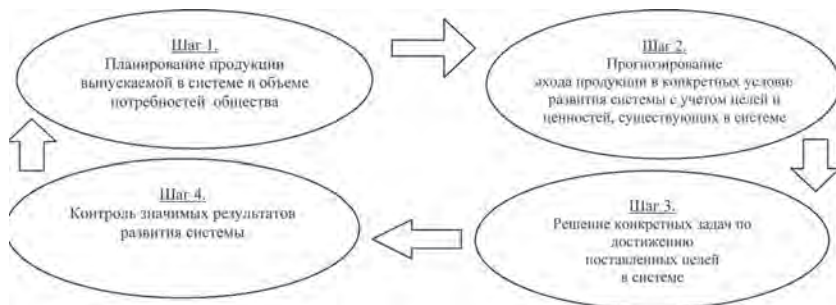 Шаг 1.
Планирование продукции
выпускаемой в системе в объеме
потребностей общества
Шаг 2.
Прогнозирование
ыхода продукции в конкретных услови
развития системы с учетом целей и
ценностей, существующих в системе
Шаг 3.
Решение конкретных задач по
достижению
поставленных целей
в системе
Шаг 4.
Контроль значимых результатов
развития системы